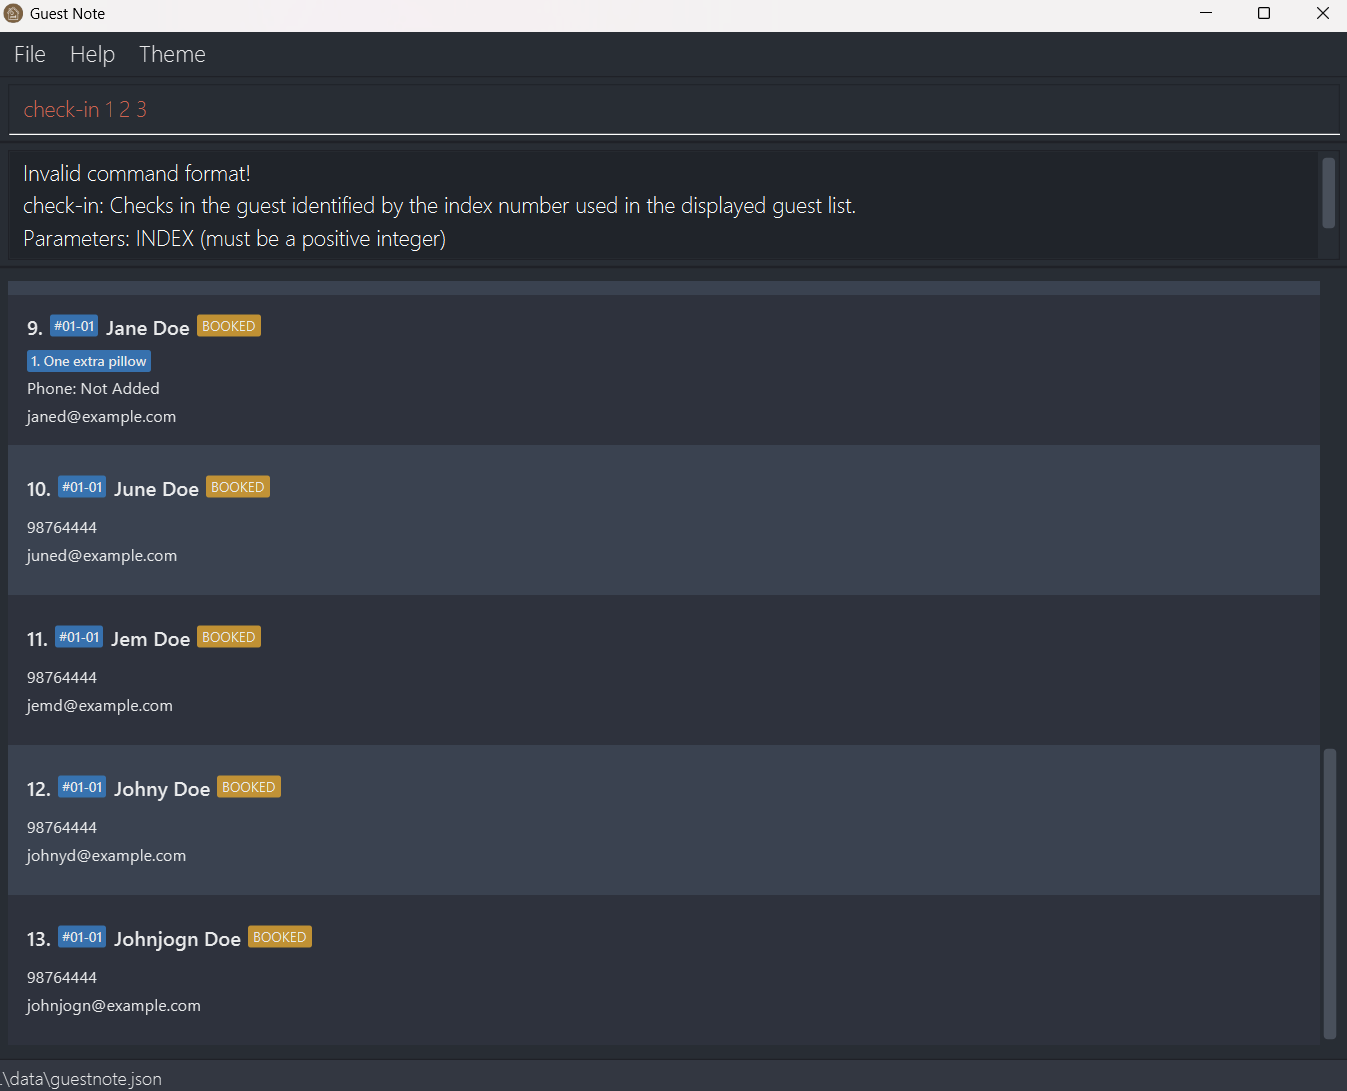 Guest Note
File Help Theme
check-in 1 2 3
Invalid command format!
check-in: Checks in the guest identified by the index number used in the displayed guest list.
Parameters: INDEX (must be a positive integer)
9. #01-01 Jane Doe BOOKED
1. One extra pillow
Phone: Not Added
janed@example.com
10. #01-01 June Doe BOOKED
98764444
juned@example.com
11. #01-01 Jem Doe BOOKED
98764444
jemd@example.com
12. #01-01 Johny Doe BOOKED
98764444
johnyd@example.com
13. #01-01 Johnjogn Doe BOOKED
98764444
johnjogn@example.com
.\data\guestnote.json